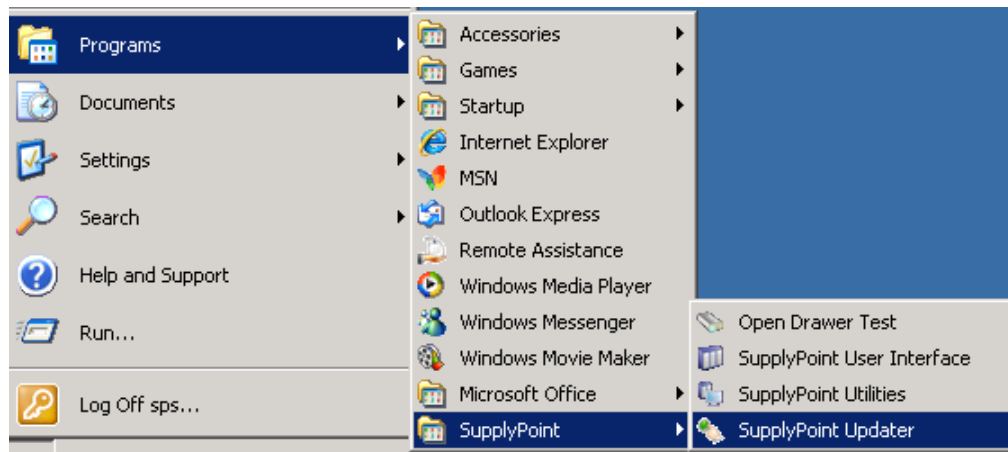 Programs
Documents
Settings
Search
Help and Support
Run...
Log Off sps...
Accessories
Games
Startup
Internet Explorer
MSN
Outlook Express
Remote Assistance
Windows Media Player
Windows Messenger
Windows Movie Maker
Microsoft Office
SupplyPoint
Open Drawer Test
SupplyPoint User Interface
SupplyPoint Utilities
SupplyPoint Updater